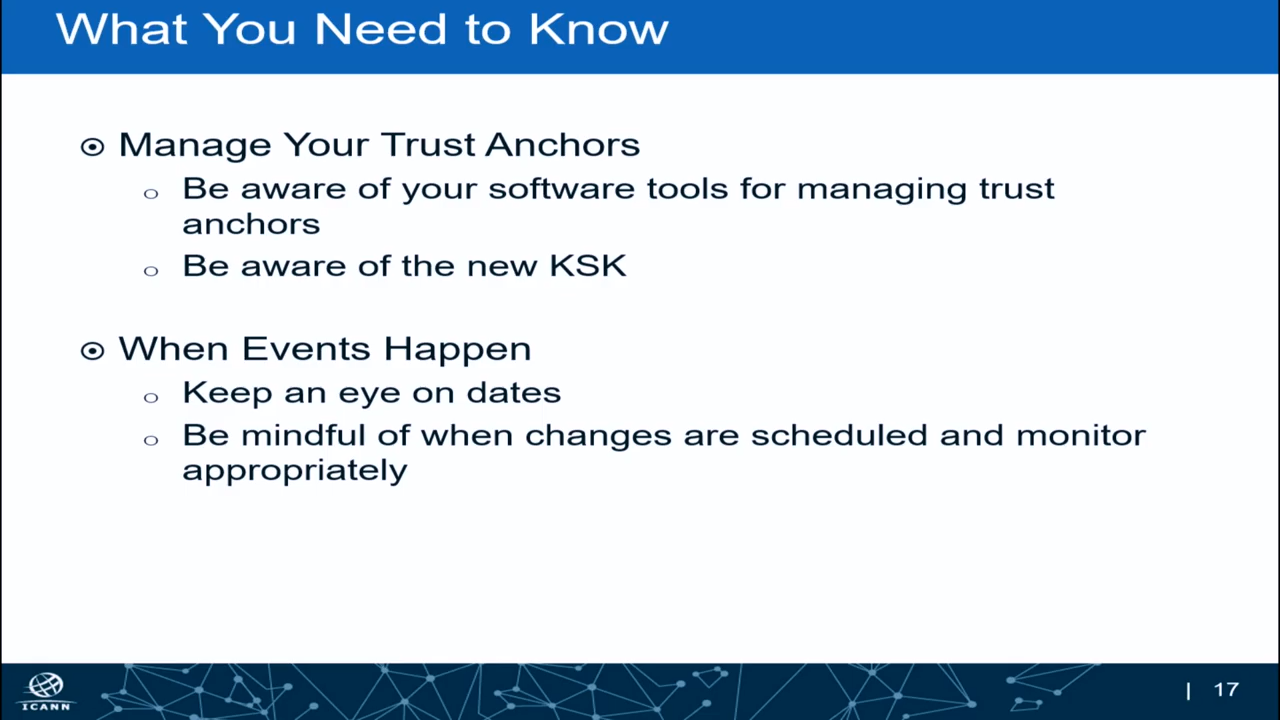 What You Need to Know
Manage Your Trust Anchors
Be aware of your software tools for managing trust
anchors
Be aware of the new KSK
When Events Happen
Keep an eye on dates
Be mindful of when changes are scheduled and monitor
appropriately
ICANN
| 17